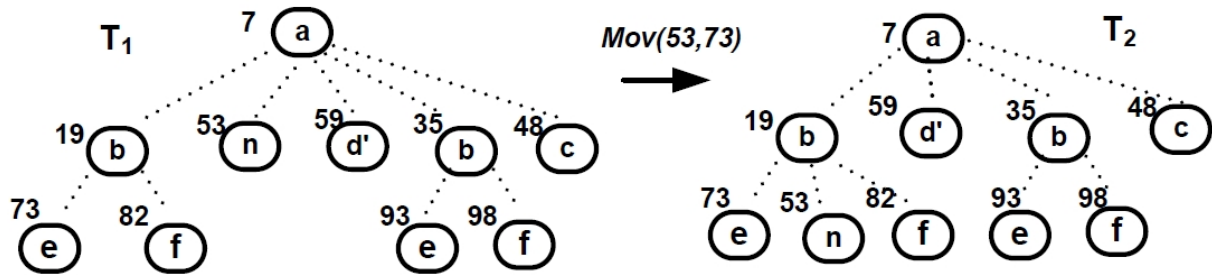 T1 7 a Mov(53,73) 7 a T2
19 b 53 n 59 d' 35 b 48 c 19 b 59 d' 35 b 48 c
73 e 82 f 93 e 98 f 73 e 53 n 82 f 93 e 98 f